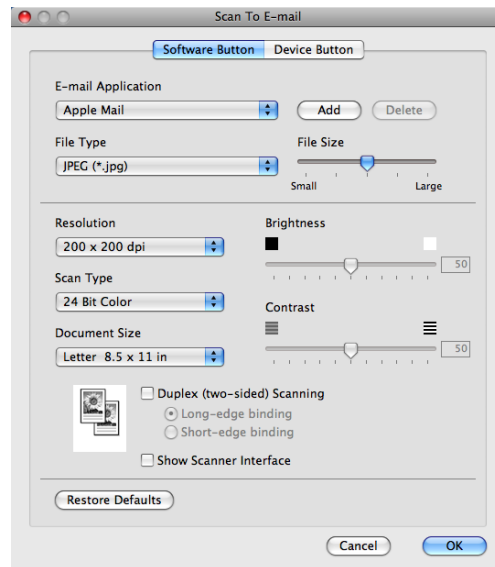 Scan To E-mail
Software Button Device Button
E-mail Application
Apple Mail Add Delete
File Type File Size
JPEG (*.jpg)
Small Large
Resolution Brightness
200 x 200 dpi
50
Scan Type
24 Bit Color
Contrast
Document Size
Letter 8.5 x 11 in 50
Duplex (two-sided) Scanning
Long-edge binding
Short-edge binding
Show Scanner Interface
Restore Defaults
Cancel OK